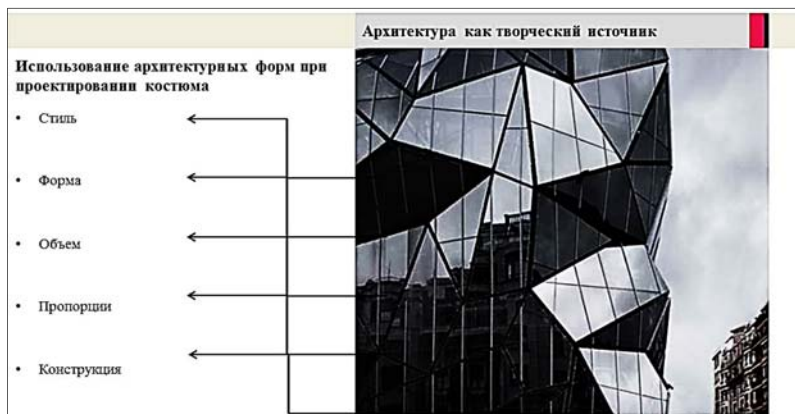 Архитектура как творческий источник
Использование архитектурных форм при
проектировании костюма
• Стиль
• Форма
• Объем
• Пропорции
• Конструкция